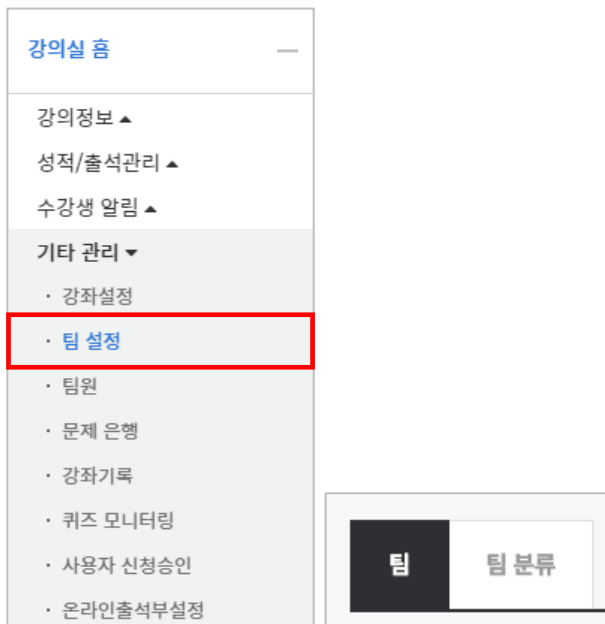 강의실 홈
강의정보 ▲
성적/출석관리 ▲
수강생 알림 ▲
기타 관리 ▼
· 강좌설정
· 팀 설정
· 팀원
· 문제 은행
· 강좌기록
· 퀴즈 모니터링
· 사용자 신청승인
· 온라인출석부설정
팀 팀 분류